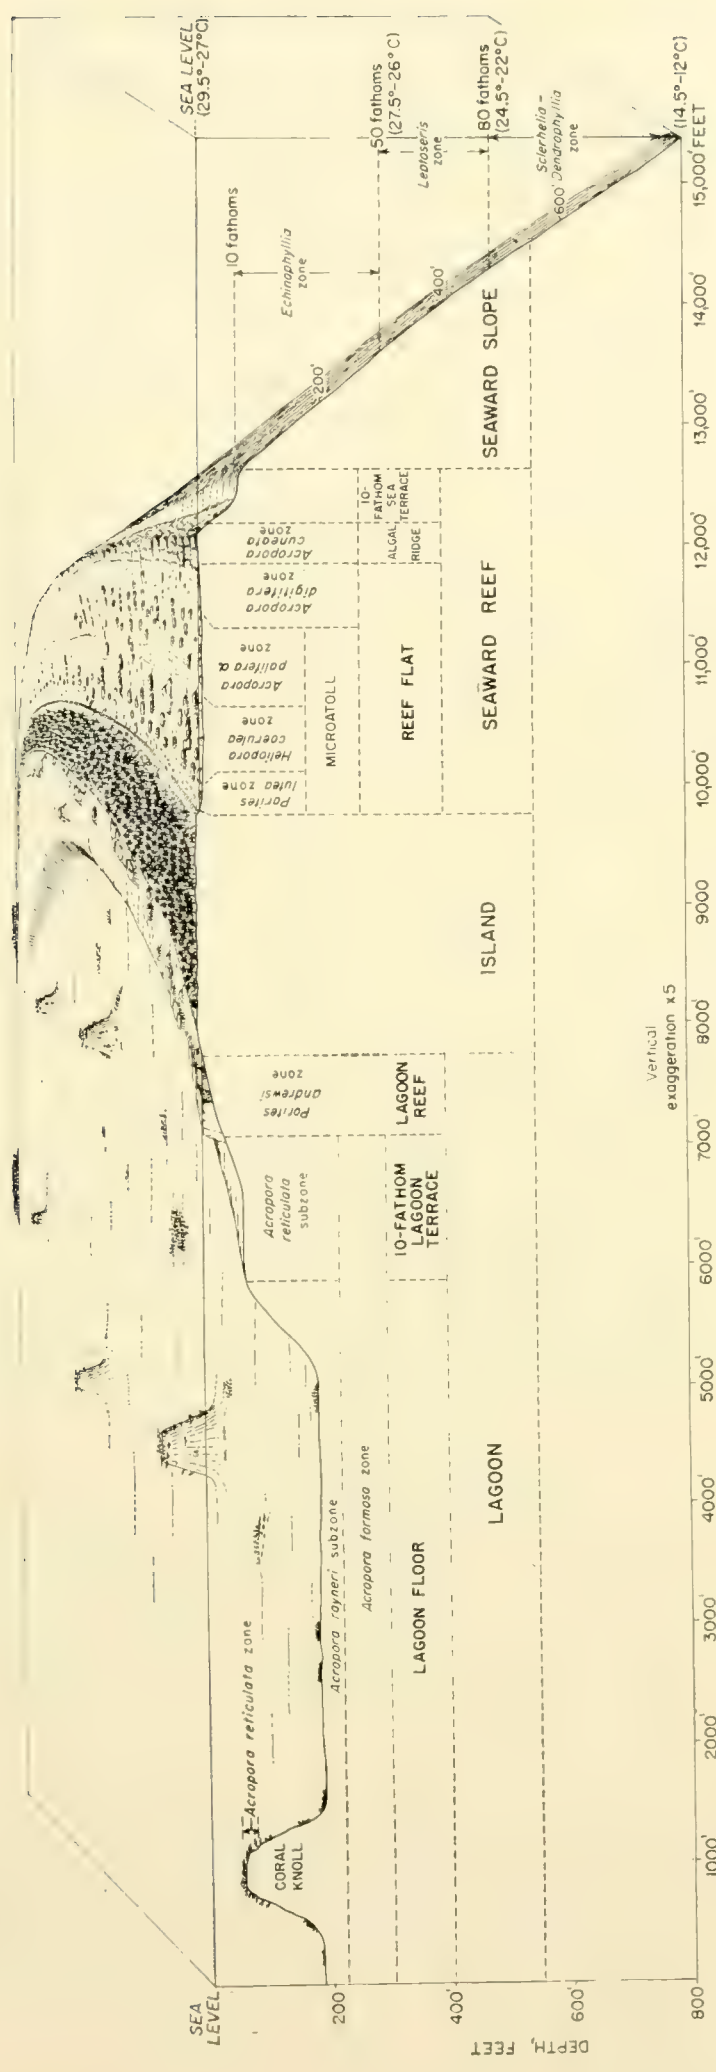 SEA LEVEL
(29.5°-27°C)
10 fathoms
Echinophyllia
zone
50 fathoms
(27.5°-26°C)
Leptoseris
zone
80 fathoms
(24.5°-22°C)
Sclerhelia-
Dendrophyllia
zone
(14.5°-12°C)
200'
400'
600'
SEA
LEVEL
200'
400'
600'
800
DEPTH, FEET
CORAL
KNOLL
Acropora reticulata zone
Acropora rayneri subzone
Acropora formosa zone
LAGOON FLOOR
LAGOON
Acropora
reticulata
subzone
10-FATHOM
LAGOON
TERRACE
Porites
andrewsi
zone
LAGOON
REEF
ISLAND
Porites
lutea zone
Heliopora
coerulea
zone
Acropora
palifera α
zone
MICROATOLL
Acropora
digitifera
zone
REEF FLAT
Acropora
cuneata
zone
ALGAL
RIDGE
10-
FATHOM
SEA
TERRACE
SEAWARD REEF
SEAWARD SLOPE
Vertical
exaggeration x5
1000'
2000'
3000'
4000'
5000'
6000'
7000'
8000'
9000'
10,000'
11,000'
12,000'
13,000'
14,000'
15,000' FEET